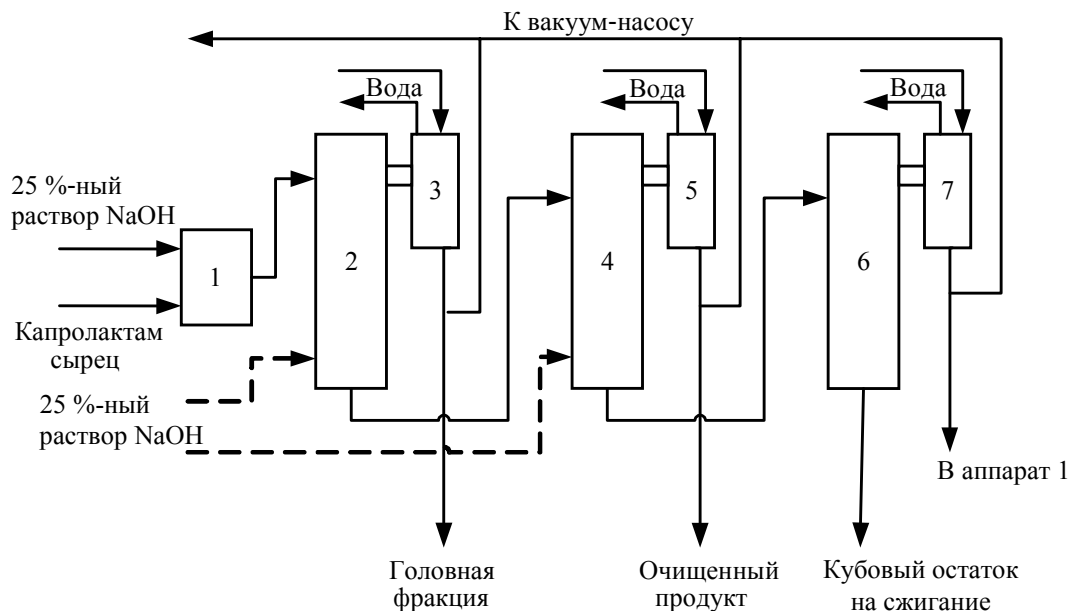 К вакуум-насосу
Вода
Вода
Вода
25 %-ный
раствор NaOH
1
2
3
4
5
6
7
Капролактам
сырец
25 %-ный
раствор NaOH
В аппарат 1
Головная
фракция
Очищенный
продукт
Кубовый остаток
на сжигание